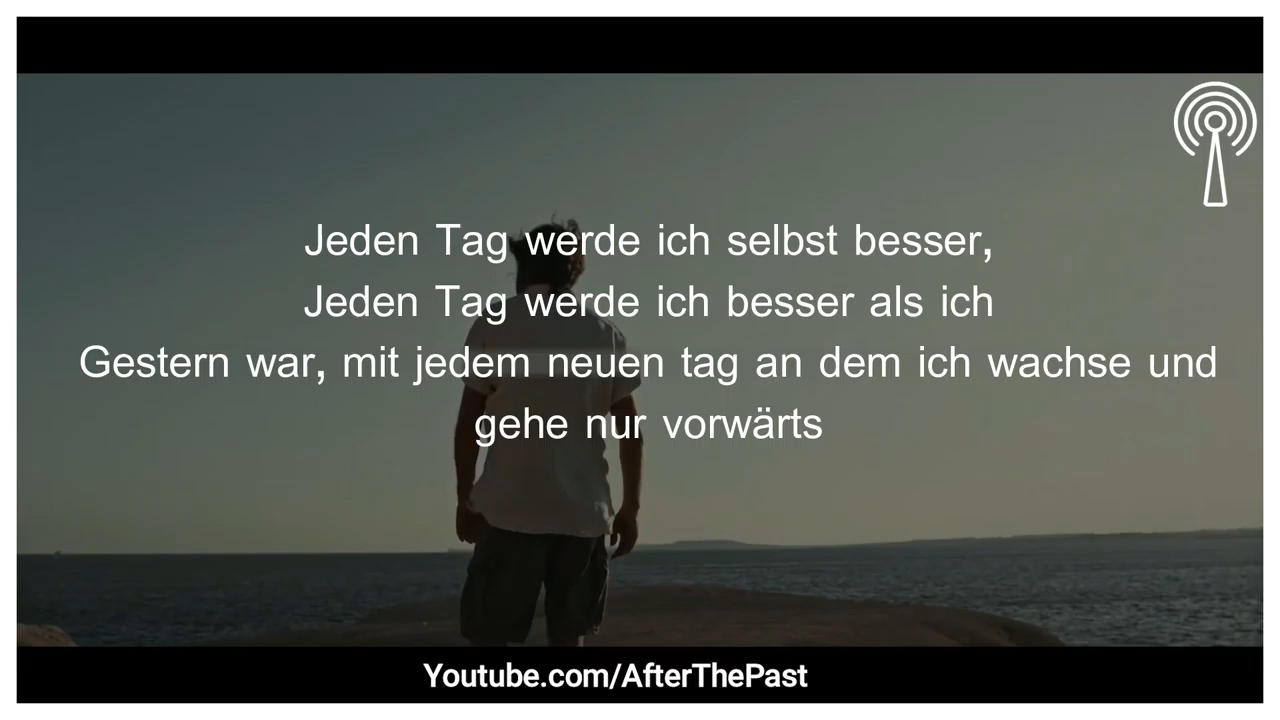 Jeden Tag werde ich selbst besser,
Jeden Tag werde ich besser als ich
Gestern war, mit jedem neuen tag an dem ich wachse und
gehe nur vorwärts
Youtube.com/AfterThePast